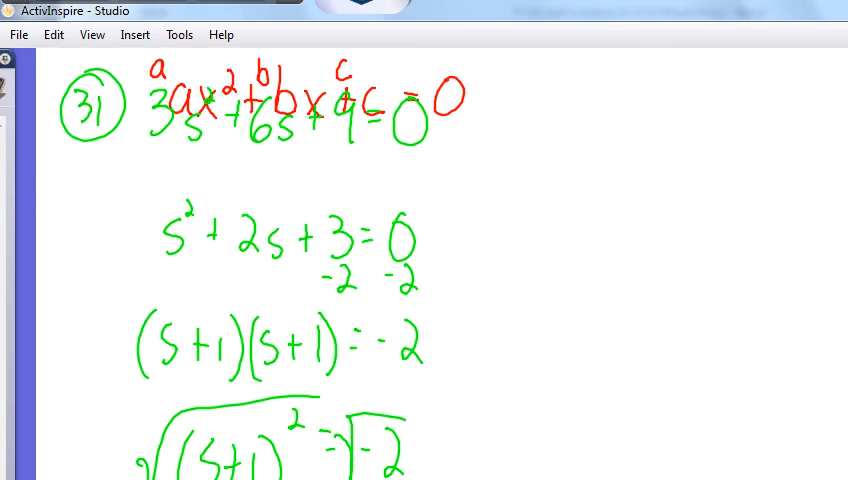 ActivInspire - Studio
File Edit View Insert Tools Help
a b c
ax² + bx + c = 0
31 3s² + 6s + 9 = 0
s² + 2s + 3 = 0
-2 -2
(s+1)(s+1) = -2
√(s+1)² = √-2